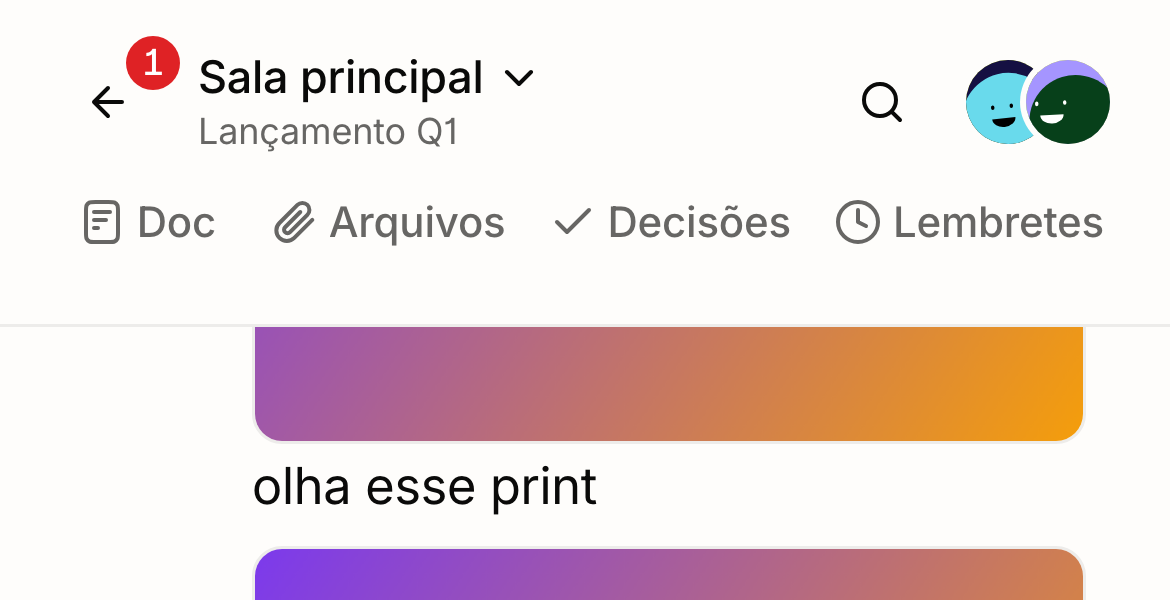 1
Sala principal
Lançamento Q1
Doc Arquivos Decisões Lembretes
olha esse print